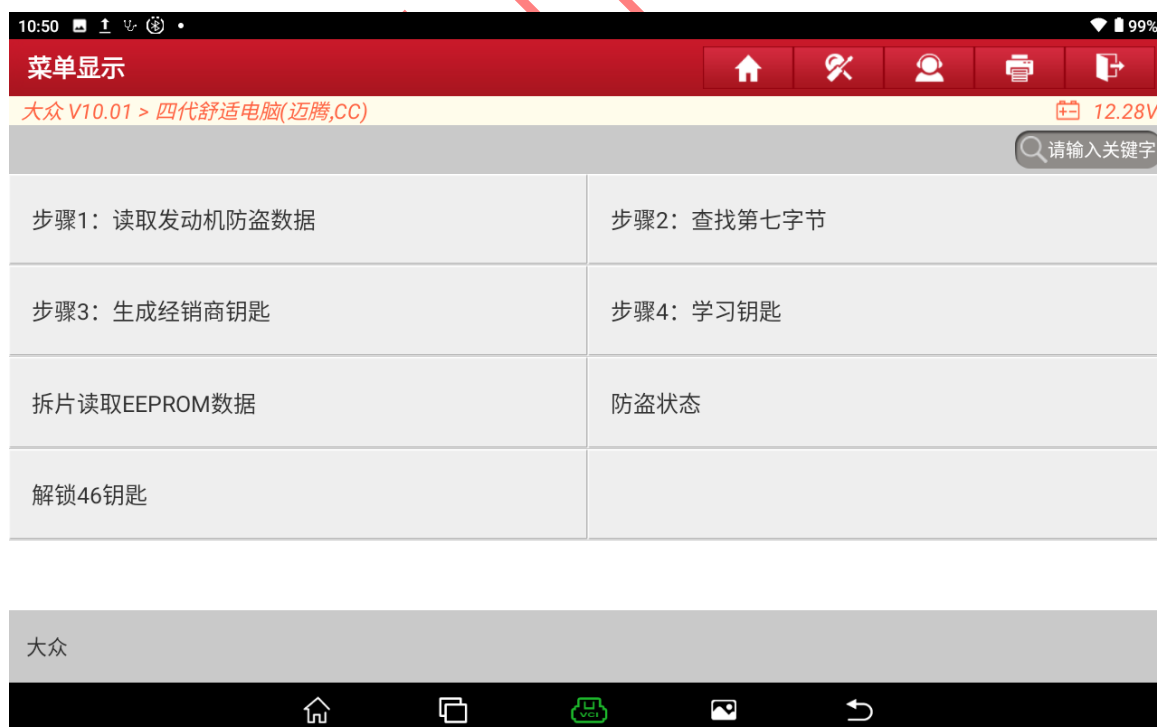 10:50
99%
菜单显示
大众 V10.01 > 四代舒适电脑(迈腾,CC)
12.28V
请输入关键字
步骤1：读取发动机防盗数据
步骤2：查找第七字节
步骤3：生成经销商钥匙
步骤4：学习钥匙
拆片读取EEPROM数据
防盗状态
解锁46钥匙
大众
VCI